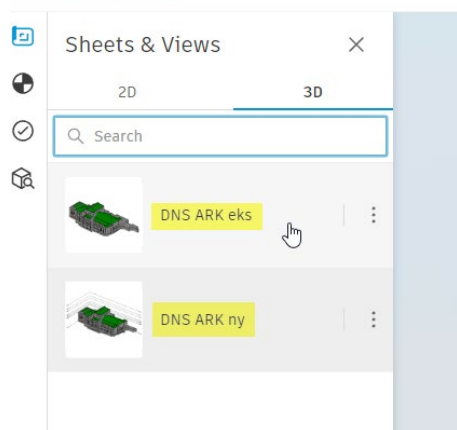 Sheets & Views
2D
3D
Search
DNS ARK eks
DNS ARK ny